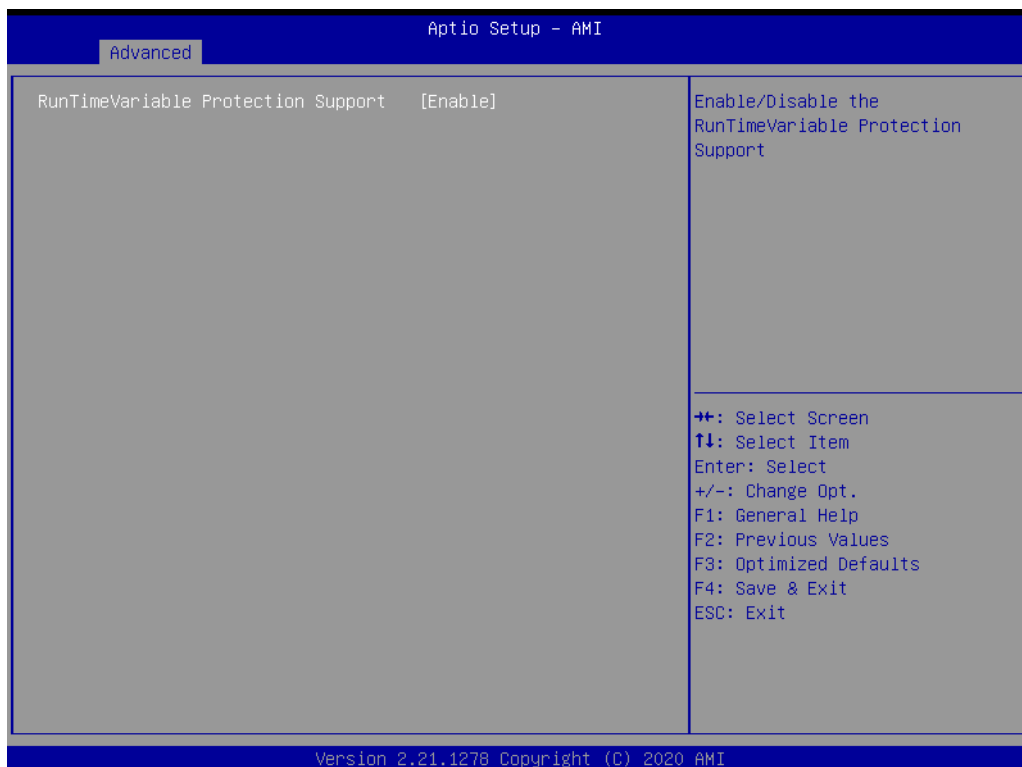 Aptio Setup – AMI
Advanced
RunTimeVariable Protection Support [Enable]
Enable/Disable the
RunTimeVariable Protection
Support
→←: Select Screen
↑↓: Select Item
Enter: Select
+/-: Change Opt.
F1: General Help
F2: Previous Values
F3: Optimized Defaults
F4: Save & Exit
ESC: Exit
Version 2.21.1278 Copyright (C) 2020 AMI